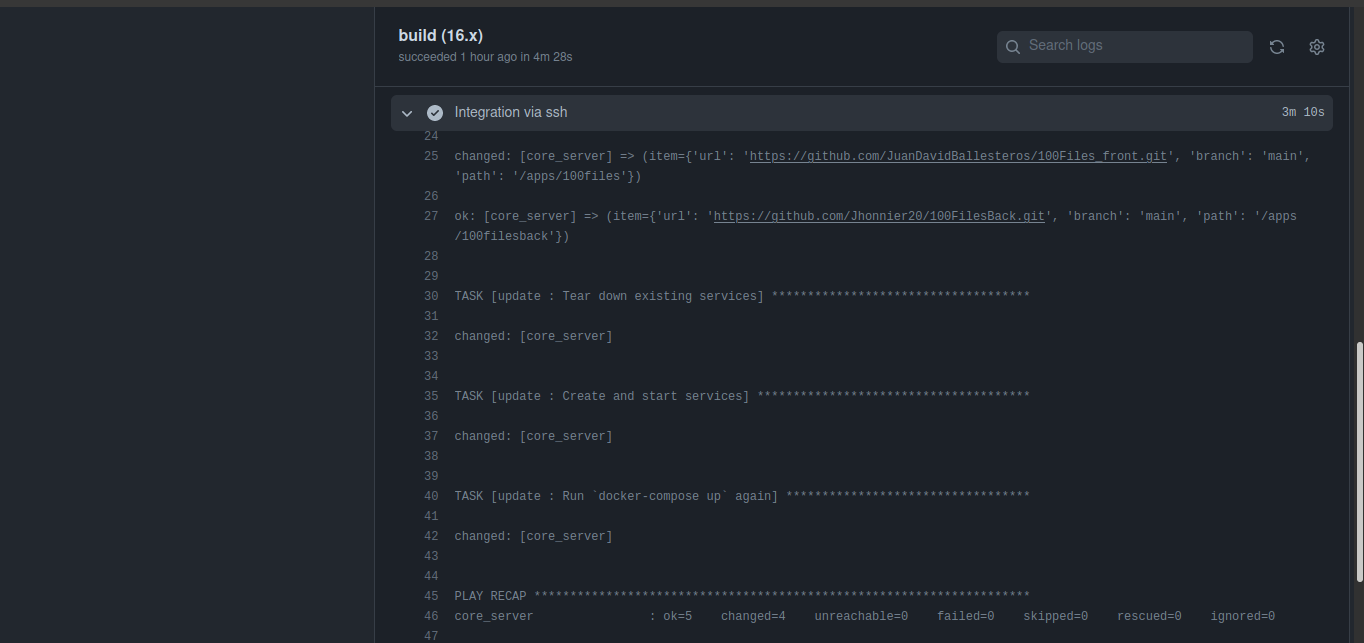 build (16.x)
succeeded 1 hour ago in 4m 28s
Search logs
Integration via ssh
3m 10s
24
25 changed: [core_server] => (item={'url': 'https://github.com/JuanDavidBallesteros/100Files_front.git', 'branch': 'main',
'path': '/apps/100files'})
26
27 ok: [core_server] => (item={'url': 'https://github.com/Jhonnier20/100FilesBack.git', 'branch': 'main', 'path': '/apps
/100filesback'})
28
29
30 TASK [update : Tear down existing services] ************************************
31
32 changed: [core_server]
33
34
35 TASK [update : Create and start services] **************************************
36
37 changed: [core_server]
38
39
40 TASK [update : Run `docker-compose up` again] **********************************
41
42 changed: [core_server]
43
44
45 PLAY RECAP *********************************************************************
46 core_server : ok=5 changed=4 unreachable=0 failed=0 skipped=0 rescued=0 ignored=0
47